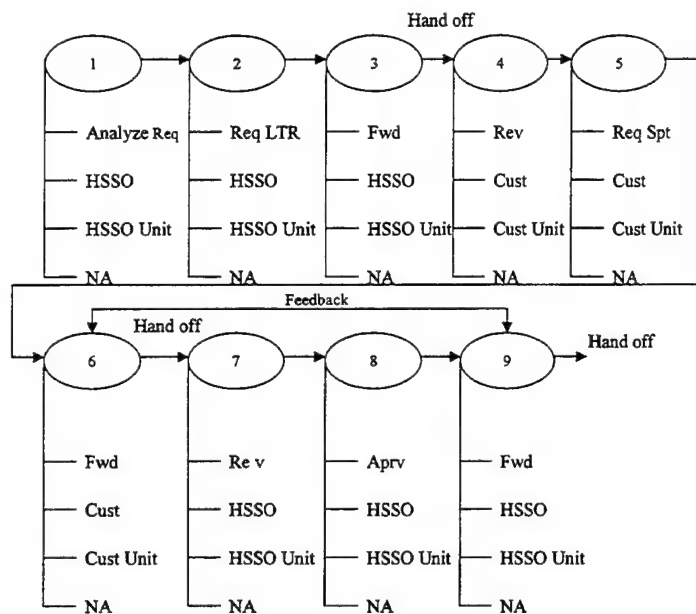 Hand off
1 2 3 4 5
Analyze Req Req LTR Fwd Rev Req Spt
HSSO HSSO HSSO Cust Cust
HSSO Unit HSSO Unit HSSO Unit Cust Unit Cust Unit
NA NA NA NA NA
Feedback
Hand off
Hand off
6 7 8 9
Fwd Re v Aprv Fwd
Cust HSSO HSSO HSSO
Cust Unit HSSO Unit HSSO Unit HSSO Unit
NA NA NA NA